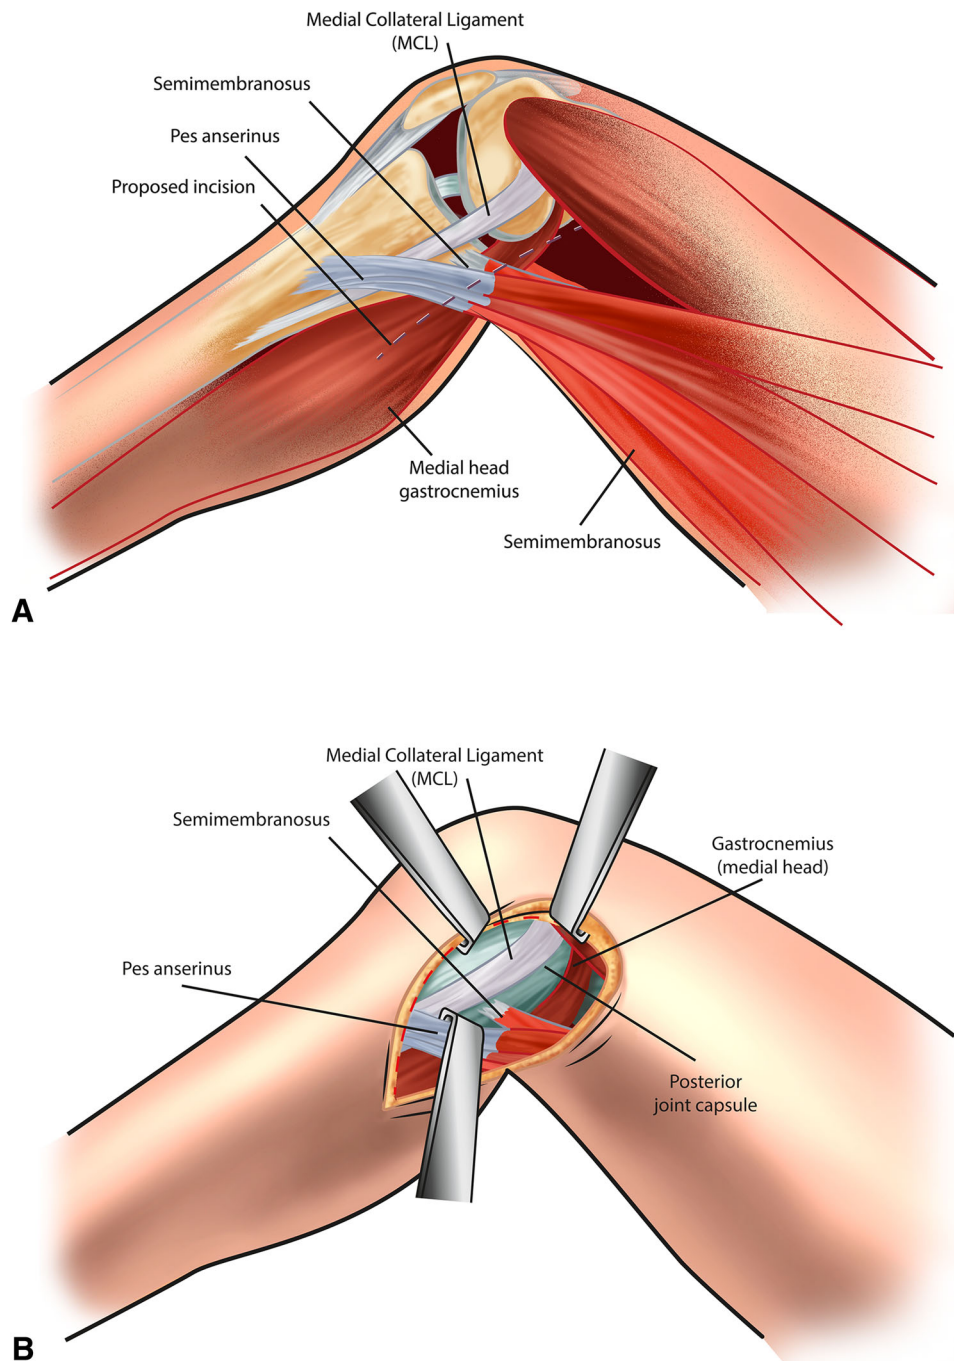 Medial Collateral Ligament
(MCL)
Semimembranosus
Pes anserinus
Proposed incision
Medial head
gastrocnemius
Semimembranosus
A
Medial Collateral Ligament
(MCL)
Semimembranosus
Gastrocnemius
(medial head)
Pes anserinus
Posterior
joint capsule
B